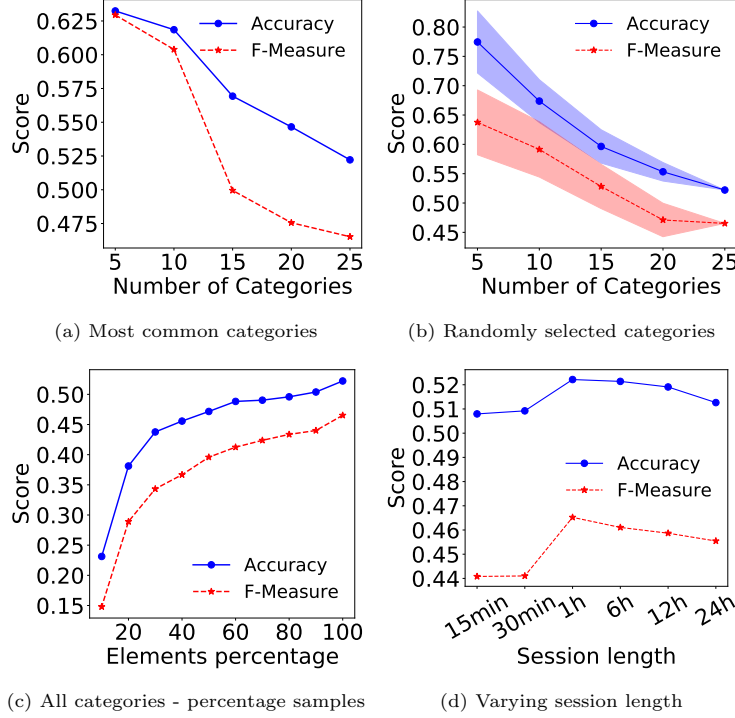 0.625
0.600
0.575
0.550
0.525
0.500
0.475
Score
Accuracy
F-Measure
5 10 15 20 25
Number of Categories
(a) Most common categories
0.80
0.75
0.70
0.65
0.60
0.55
0.50
0.45
Score
Accuracy
F-Measure
5 10 15 20 25
Number of Categories
(b) Randomly selected categories
0.50
0.45
0.40
0.35
0.30
0.25
0.20
0.15
Score
Accuracy
F-Measure
20 40 60 80 100
Elements percentage
(c) All categories - percentage samples
0.52
0.51
0.50
0.49
0.48
0.47
0.46
0.45
0.44
Score
Accuracy
F-Measure
15min 30min 1h 6h 12h 24h
Session length
(d) Varying session length